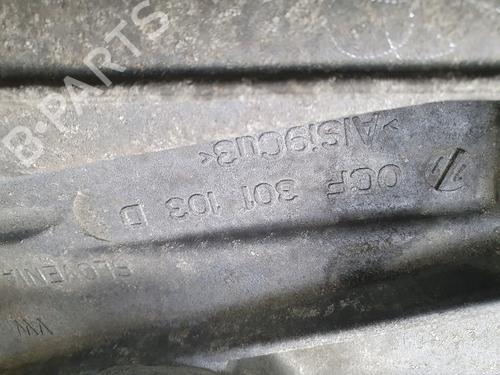 B-PARTS
>AlSi9Cu3<
0CF 301 103 D
SLOVENIA
VW